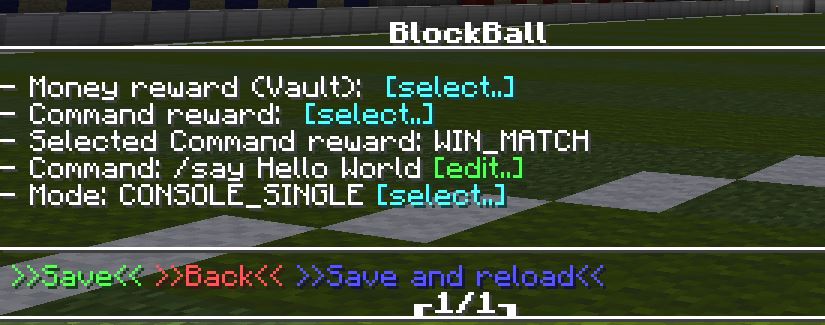 BlockBall
- Money reward (Vault): [select..]
- Command reward: [select..]
- Selected Command reward: WIN_MATCH
- Command: /say Hello World [edit..]
- Mode: CONSOLE_SINGLE [select..]
>>Save<< >>Back<< >>Save and reload<<
┌1/1┐